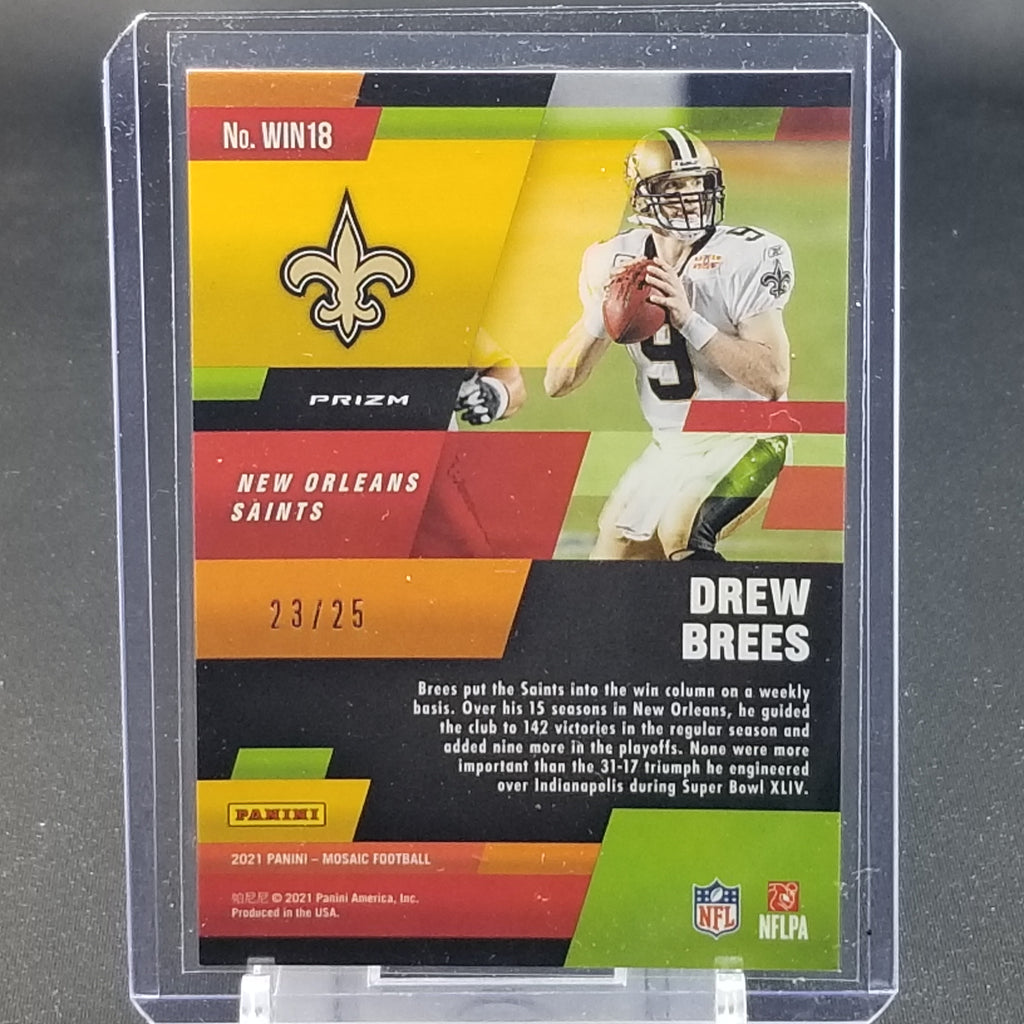 No. WIN18
9
9
PRIZM
NEW ORLEANS
SAINTS
23/25
DREW
BREES
Brees put the Saints into the win column on a weekly
basis. Over his 15 seasons in New Orleans, he guided
the club to 142 victories in the regular season and
added nine more in the playoffs. None were more
important than the 31-17 triumph he engineered
over Indianapolis during Super Bowl XLIV.
PANINI
2021 PANINI – MOSAIC FOOTBALL
帕尼尼 © 2021 Panini America, Inc.
Produced in the USA.
NFL
NFLPA